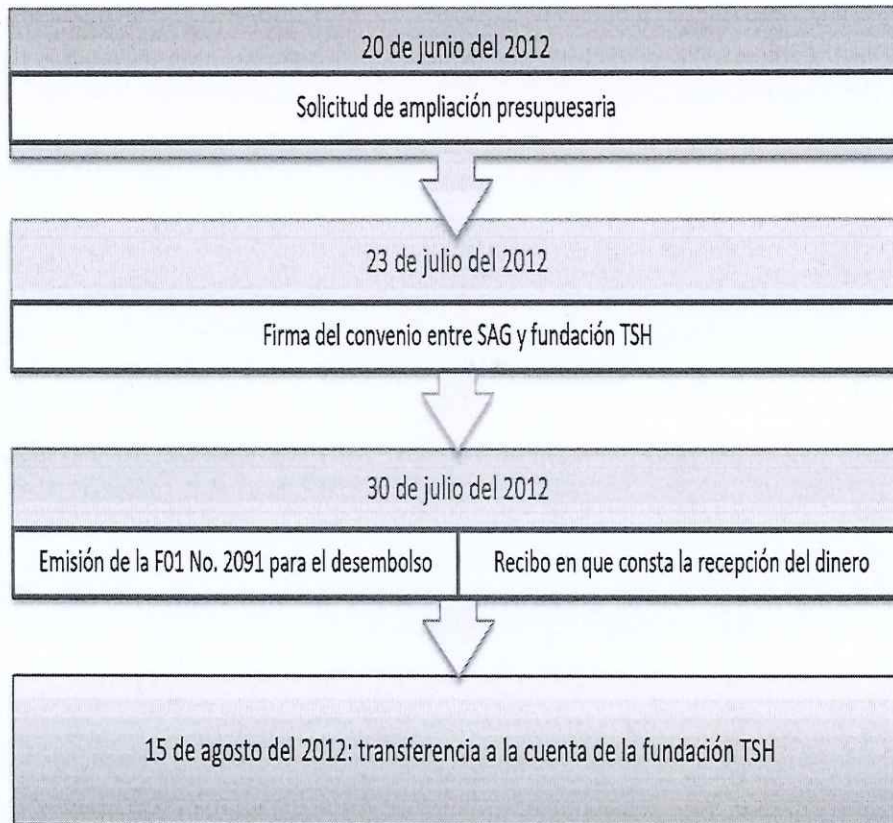 20 de junio del 2012
Solicitud de ampliación presupuesaria
23 de julio del 2012
Firma del convenio entre SAG y fundación TSH
30 de julio del 2012
Emisión de la F01 No. 2091 para el desembolso
Recibo en que consta la recepción del dinero
15 de agosto del 2012: transferencia a la cuenta de la fundación TSH